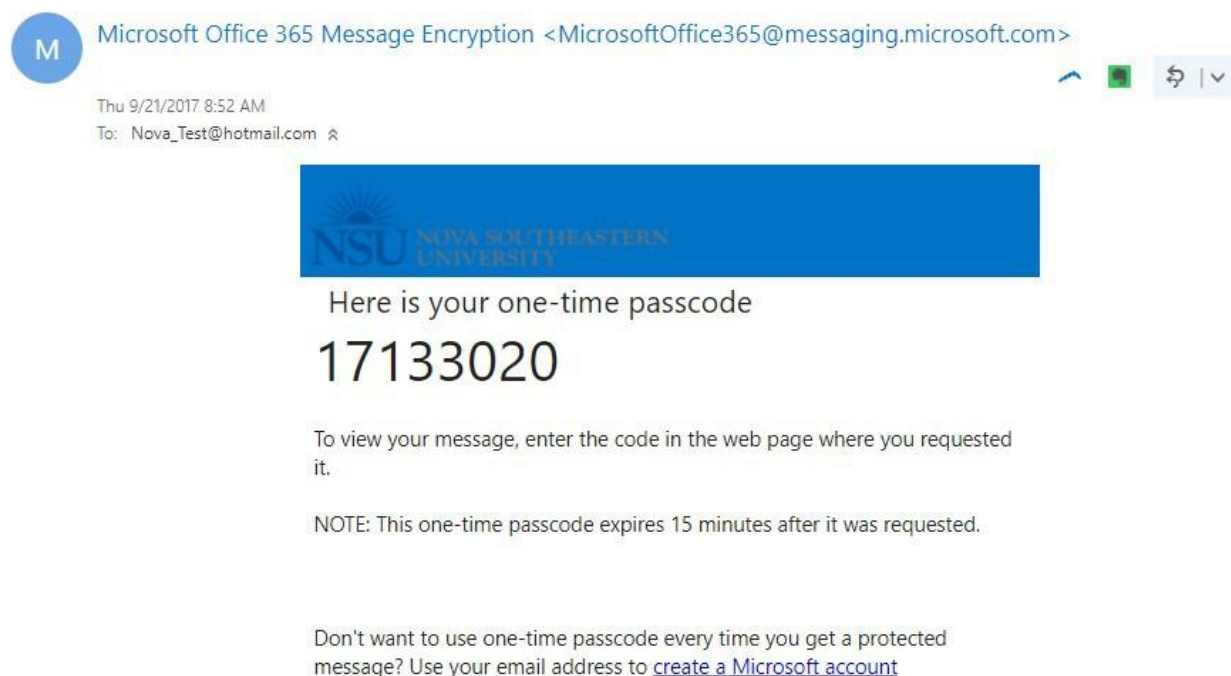 M
Microsoft Office 365 Message Encryption <MicrosoftOffice365@messaging.microsoft.com>
Thu 9/21/2017 8:52 AM
To: Nova_Test@hotmail.com
NSU NOVA SOUTHEASTERN
UNIVERSITY
Here is your one-time passcode
17133020
To view your message, enter the code in the web page where you requested
it.
NOTE: This one-time passcode expires 15 minutes after it was requested.
Don't want to use one-time passcode every time you get a protected
message? Use your email address to create a Microsoft account